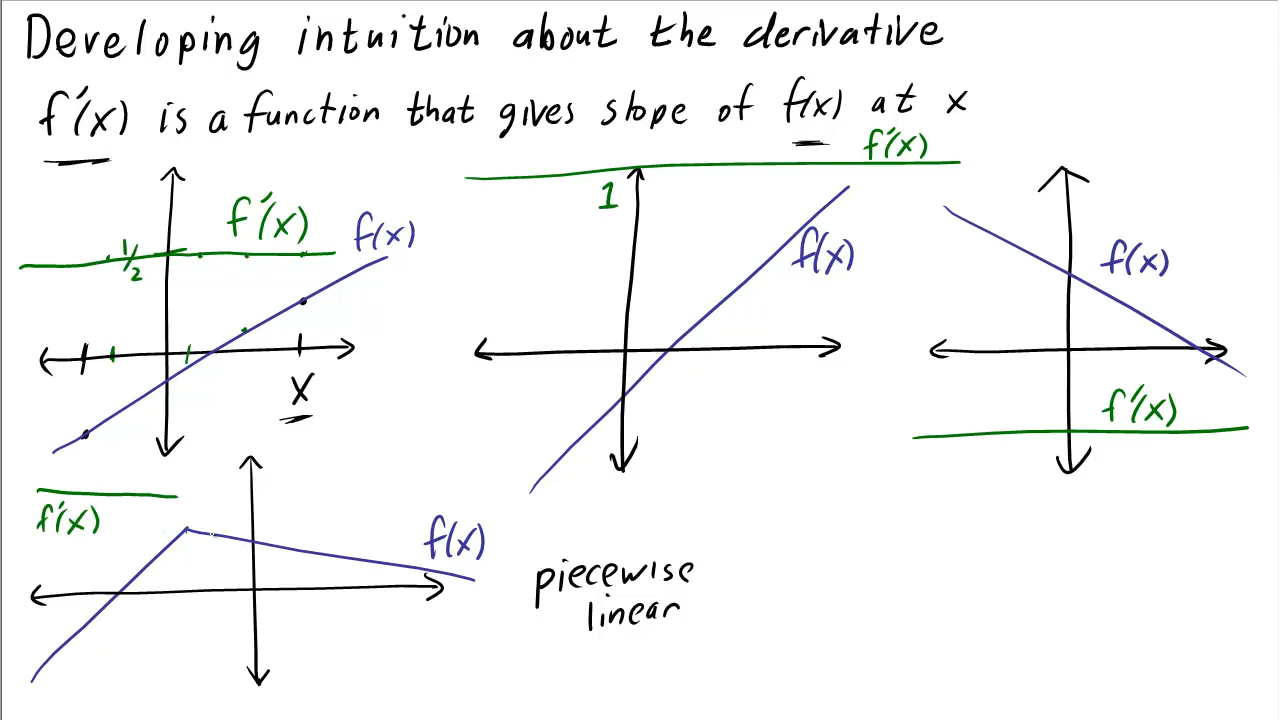 Developing intuition about the derivative
f'(x) is a function that gives slope of f(x) at x
f'(x)
1/2
f(x)
x
f'(x)
1
f(x)
f(x)
f'(x)
f'(x)
f(x)
piecewise
linear